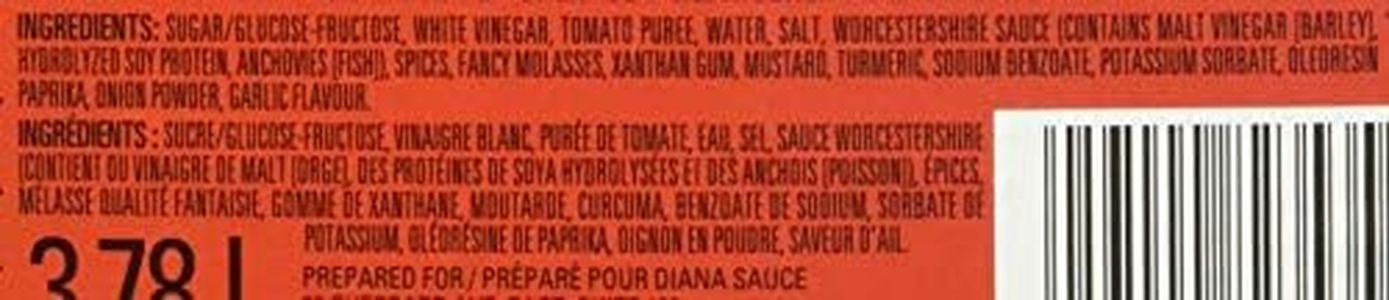 INGREDIENTS: SUGAR/GLUCOSE-FRUCTOSE, WHITE VINEGAR, TOMATO PUREE, WATER, SALT, WORCESTERSHIRE SAUCE (CONTAINS MALT VINEGAR (BARLEY),
HYDROLYZED SOY PROTEIN, ANCHOVIES (FISH)), SPICES, FANCY MOLASSES, XANTHAN GUM, MUSTARD, TURMERIC, SODIUM BENZOATE, POTASSIUM SORBATE, OLEORESIN
PAPRIKA, ONION POWDER, GARLIC FLAVOUR.
INGRÉDIENTS : SUCRE/GLUCOSE-FRUCTOSE, VINAIGRE BLANC, PURÉE DE TOMATE, EAU, SEL, SAUCE WORCESTERSHIRE
(CONTIENT DU VINAIGRE DE MALT (ORGE), DES PROTÉINES DE SOYA HYDROLYSÉES ET DES ANCHOIS (POISSON)), ÉPICES,
MÉLASSE QUALITÉ FANTAISIE, GOMME DE XANTHANE, MOUTARDE, CURCUMA, BENZOATE DE SODIUM, SORBATE DE
POTASSIUM, OLÉORÉSINE DE PAPRIKA, OIGNON EN POUDRE, SAVEUR D'AIL.
3.78 L
PREPARED FOR / PRÉPARÉ POUR DIANA SAUCE